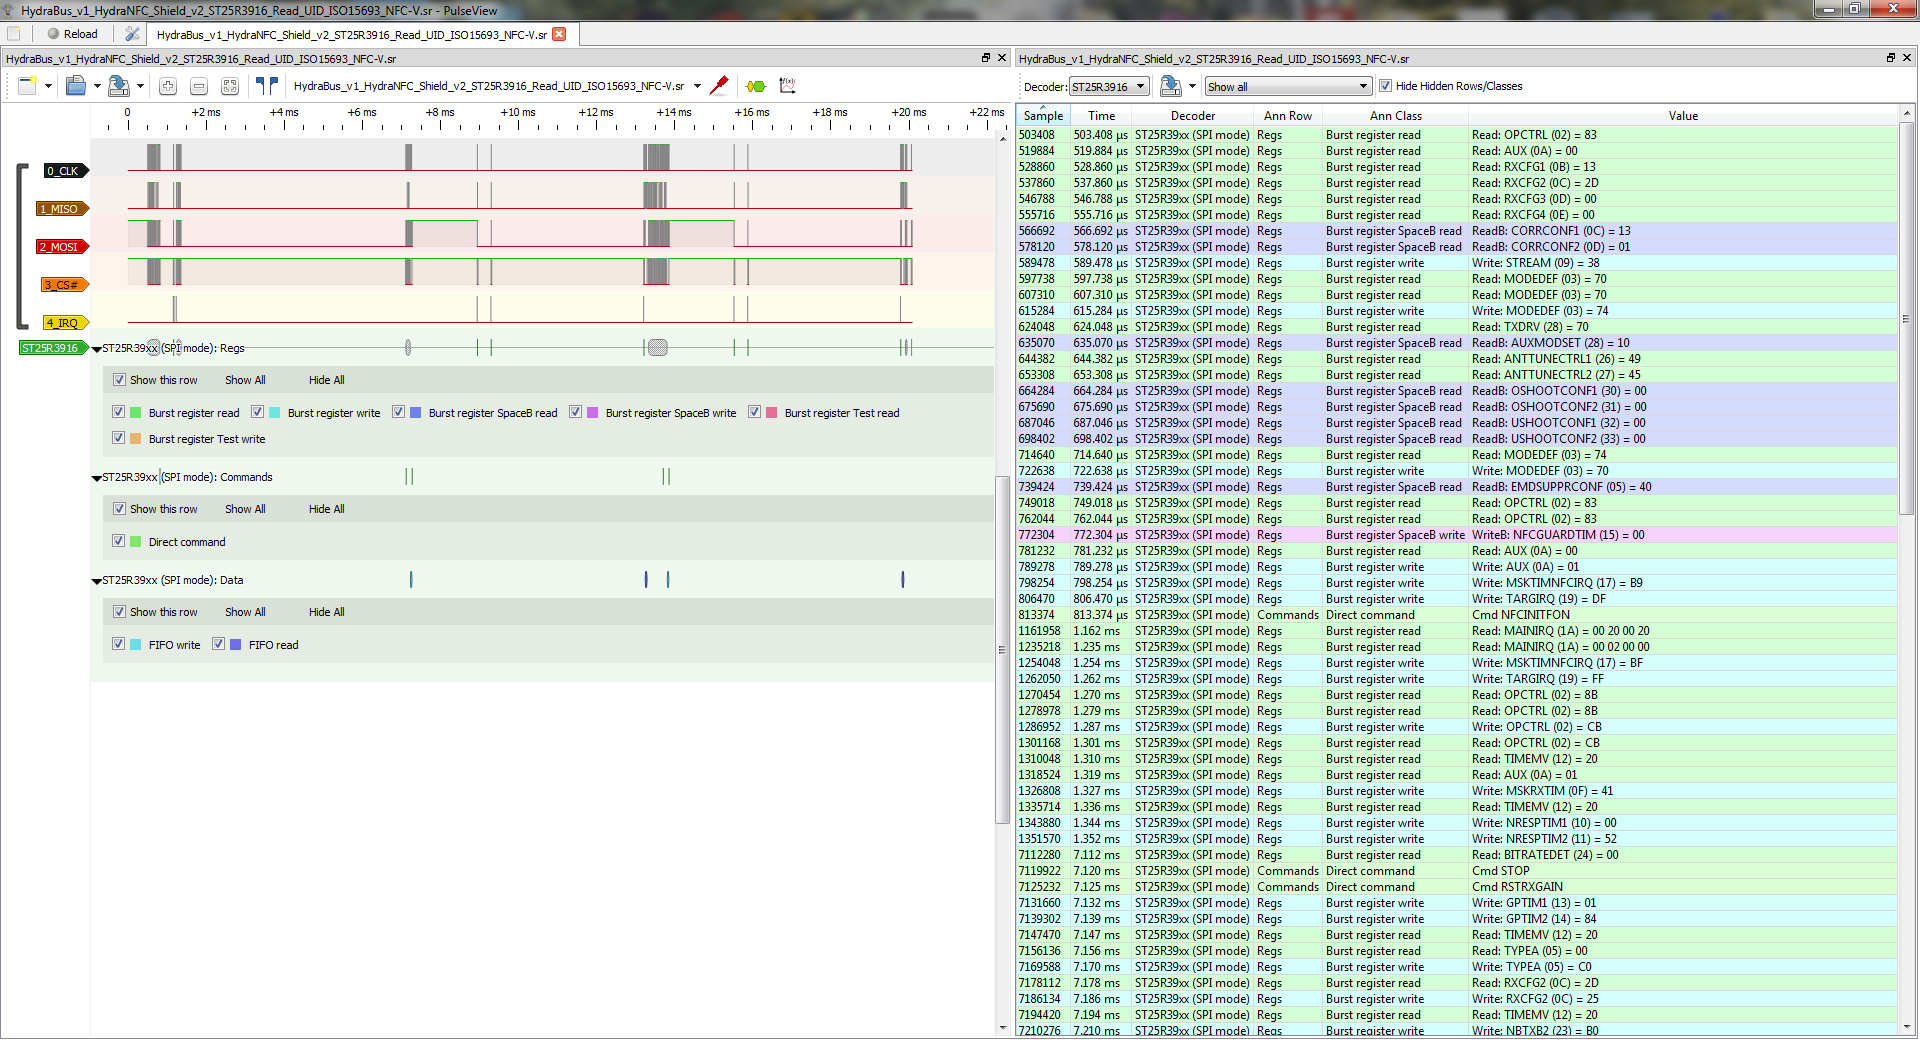 HydraBus_v1_HydraNFC_Shield_v2_ST25R3916_Read_UID_ISO15693_NFC-V.sr - PulseView
Reload
HydraBus_v1_HydraNFC_Shield_v2_ST25R3916_Read_UID_ISO15693_NFC-V.sr
HydraBus_v1_HydraNFC_Shield_v2_ST25R3916_Read_UID_ISO15693_NFC-V.sr
HydraBus_v1_HydraNFC_Shield_v2_ST25R3916_Read_UID_ISO15693_NFC-V.sr
0 +2 ms +4 ms +6 ms +8 ms +10 ms +12 ms +14 ms +16 ms +18 ms +20 ms +22 ms
0_CLK
1_MISO
2_MOSI
3_CS#
4_IRQ
ST25R3916
ST25R39xx (SPI mode): Regs
Show this row Show All Hide All
Burst register read Burst register write Burst register SpaceB read Burst register SpaceB write Burst register Test read
Burst register Test write
ST25R39xx (SPI mode): Commands
Show this row Show All Hide All
Direct command
ST25R39xx (SPI mode): Data
Show this row Show All Hide All
FIFO write FIFO read
HydraBus_v1_HydraNFC_Shield_v2_ST25R3916_Read_UID_ISO15693_NFC-V.sr
Decoder: ST25R3916 Show all Hide Hidden Rows/Classes
Sample Time Decoder Ann Row Ann Class Value
503408 503.408 µs ST25R39xx (SPI mode) Regs Burst register read Read: OPCTRL (02) = 83
519884 519.884 µs ST25R39xx (SPI mode) Regs Burst register read Read: AUX (0A) = 00
528860 528.860 µs ST25R39xx (SPI mode) Regs Burst register read Read: RXCFG1 (0B) = 13
537860 537.860 µs ST25R39xx (SPI mode) Regs Burst register read Read: RXCFG2 (0C) = 2D
546788 546.788 µs ST25R39xx (SPI mode) Regs Burst register read Read: RXCFG3 (0D) = 00
555716 555.716 µs ST25R39xx (SPI mode) Regs Burst register read Read: RXCFG4 (0E) = 00
566692 566.692 µs ST25R39xx (SPI mode) Regs Burst register SpaceB read ReadB: CORRCONF1 (0C) = 13
578120 578.120 µs ST25R39xx (SPI mode) Regs Burst register SpaceB read ReadB: CORRCONF2 (0D) = 01
589478 589.478 µs ST25R39xx (SPI mode) Regs Burst register write Write: STREAM (09) = 38
597738 597.738 µs ST25R39xx (SPI mode) Regs Burst register read Read: MODEDEF (03) = 70
607310 607.310 µs ST25R39xx (SPI mode) Regs Burst register read Read: MODEDEF (03) = 70
615284 615.284 µs ST25R39xx (SPI mode) Regs Burst register write Write: MODEDEF (03) = 74
624048 624.048 µs ST25R39xx (SPI mode) Regs Burst register read Read: TXDRV (28) = 70
635070 635.070 µs ST25R39xx (SPI mode) Regs Burst register SpaceB read ReadB: AUXMODSET (28) = 10
644382 644.382 µs ST25R39xx (SPI mode) Regs Burst register read Read: ANTTUNECTRL1 (26) = 49
653308 653.308 µs ST25R39xx (SPI mode) Regs Burst register read Read: ANTTUNECTRL2 (27) = 45
664284 664.284 µs ST25R39xx (SPI mode) Regs Burst register SpaceB read ReadB: OSHOOTCONF1 (30) = 00
675690 675.690 µs ST25R39xx (SPI mode) Regs Burst register SpaceB read ReadB: OSHOOTCONF2 (31) = 00
687046 687.046 µs ST25R39xx (SPI mode) Regs Burst register SpaceB read ReadB: USHOOTCONF1 (32) = 00
698402 698.402 µs ST25R39xx (SPI mode) Regs Burst register SpaceB read ReadB: USHOOTCONF2 (33) = 00
714640 714.640 µs ST25R39xx (SPI mode) Regs Burst register read Read: MODEDEF (03) = 74
722638 722.638 µs ST25R39xx (SPI mode) Regs Burst register write Write: MODEDEF (03) = 70
739424 739.424 µs ST25R39xx (SPI mode) Regs Burst register SpaceB read ReadB: EMDSUPPRCONF (05) = 40
749018 749.018 µs ST25R39xx (SPI mode) Regs Burst register read Read: OPCTRL (02) = 83
762044 762.044 µs ST25R39xx (SPI mode) Regs Burst register read Read: OPCTRL (02) = 83
772304 772.304 µs ST25R39xx (SPI mode) Regs Burst register SpaceB write WriteB: NFCGUARDTIM (15) = 00
781232 781.232 µs ST25R39xx (SPI mode) Regs Burst register read Read: AUX (0A) = 00
789278 789.278 µs ST25R39xx (SPI mode) Regs Burst register write Write: AUX (0A) = 01
798254 798.254 µs ST25R39xx (SPI mode) Regs Burst register write Write: MSKTIMNFCIRQ (17) = B9
806470 806.470 µs ST25R39xx (SPI mode) Regs Burst register write Write: TARGIRQ (19) = DF
813374 813.374 µs ST25R39xx (SPI mode) Commands Direct command Cmd NFCINITFON
1161958 1.162 ms ST25R39xx (SPI mode) Regs Burst register read Read: MAINIRQ (1A) = 00 20 00 20
1235218 1.235 ms ST25R39xx (SPI mode) Regs Burst register read Read: MAINIRQ (1A) = 00 02 00 00
1254048 1.254 ms ST25R39xx (SPI mode) Regs Burst register write Write: MSKTIMNFCIRQ (17) = BF
1262050 1.262 ms ST25R39xx (SPI mode) Regs Burst register write Write: TARGIRQ (19) = FF
1270454 1.270 ms ST25R39xx (SPI mode) Regs Burst register read Read: OPCTRL (02) = 8B
1278978 1.279 ms ST25R39xx (SPI mode) Regs Burst register read Read: OPCTRL (02) = 8B
1286952 1.287 ms ST25R39xx (SPI mode) Regs Burst register write Write: OPCTRL (02) = CB
1301168 1.301 ms ST25R39xx (SPI mode) Regs Burst register read Read: OPCTRL (02) = CB
1310048 1.310 ms ST25R39xx (SPI mode) Regs Burst register read Read: TIMEMV (12) = 20
1318524 1.319 ms ST25R39xx (SPI mode) Regs Burst register read Read: AUX (0A) = 01
1326808 1.327 ms ST25R39xx (SPI mode) Regs Burst register write Write: MSKRXTIM (0F) = 41
1335714 1.336 ms ST25R39xx (SPI mode) Regs Burst register read Read: TIMEMV (12) = 20
1343880 1.344 ms ST25R39xx (SPI mode) Regs Burst register write Write: NRESPTIM1 (10) = 00
1351570 1.352 ms ST25R39xx (SPI mode) Regs Burst register write Write: NRESPTIM2 (11) = 52
7112280 7.112 ms ST25R39xx (SPI mode) Regs Burst register read Read: BITRATEDET (24) = 00
7119922 7.120 ms ST25R39xx (SPI mode) Commands Direct command Cmd STOP
7125232 7.125 ms ST25R39xx (SPI mode) Commands Direct command Cmd RSTRXGAIN
7131660 7.132 ms ST25R39xx (SPI mode) Regs Burst register write Write: GPTIM1 (13) = 01
7139302 7.139 ms ST25R39xx (SPI mode) Regs Burst register write Write: GPTIM2 (14) = 84
7147470 7.147 ms ST25R39xx (SPI mode) Regs Burst register read Read: TIMEMV (12) = 20
7156136 7.156 ms ST25R39xx (SPI mode) Regs Burst register read Read: TYPEA (05) = 00
7169588 7.170 ms ST25R39xx (SPI mode) Regs Burst register write Write: TYPEA (05) = C0
7178112 7.178 ms ST25R39xx (SPI mode) Regs Burst register read Read: RXCFG2 (0C) = 2D
7186134 7.186 ms ST25R39xx (SPI mode) Regs Burst register write Write: RXCFG2 (0C) = 25
7194420 7.194 ms ST25R39xx (SPI mode) Regs Burst register read Read: TIMEMV (12) = 20
7210276 7.210 ms ST25R39xx (SPI mode) Regs Burst register write Write: NBTXB2 (23) = B0